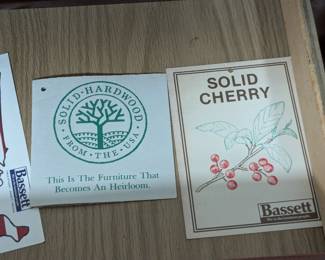 SOLID·HARDWOOD
·FROM·THE·USA·
This Is The Furniture That
Becomes An Heirloom.
Bassett
SOLID
CHERRY
Bassett